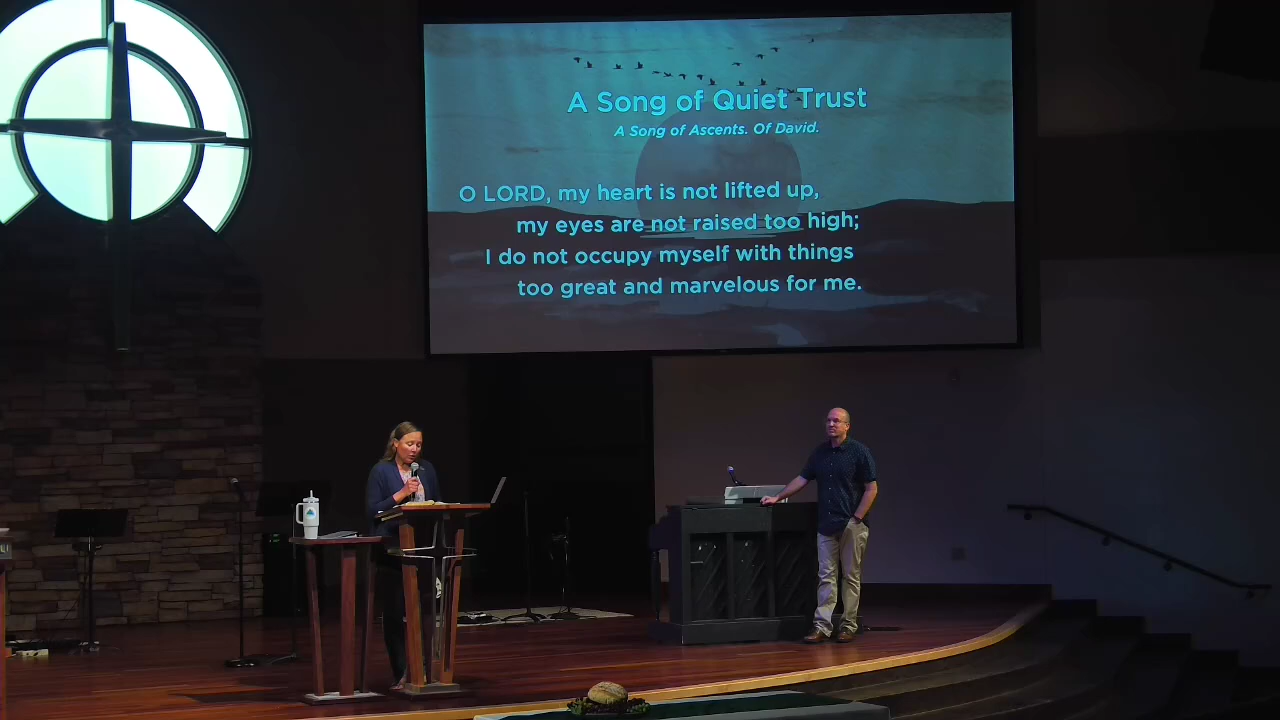 A Song of Quiet Trust
A Song of Ascents. Of David.
O LORD, my heart is not lifted up,
my eyes are not raised too high;
I do not occupy myself with things
too great and marvelous for me.